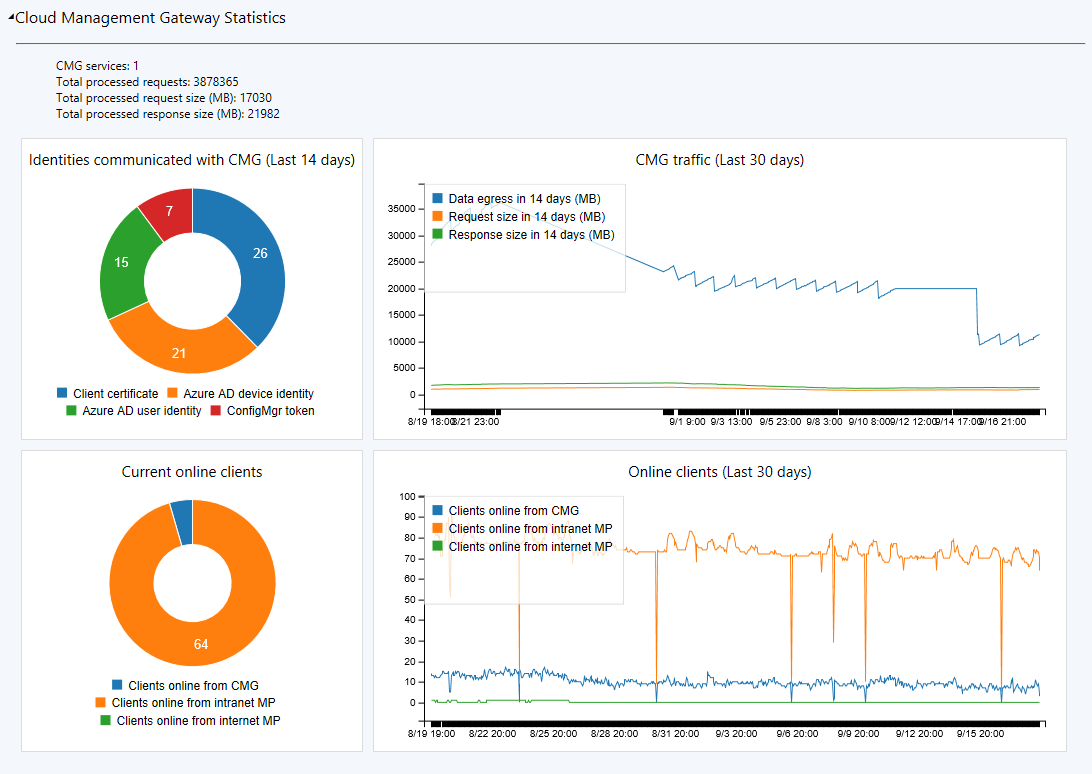 Cloud Management Gateway Statistics
CMG services: 1
Total processed requests: 3878365
Total processed request size (MB): 17030
Total processed response size (MB): 21982
Identities communicated with CMG (Last 14 days)
7
26
15
21
Client certificate Azure AD device identity
Azure AD user identity ConfigMgr token
CMG traffic (Last 30 days)
Data egress in 14 days (MB)
Request size in 14 days (MB)
Response size in 14 days (MB)
35000
30000
25000
20000
15000
10000
5000
0
8/19 18:00 8/21 23:00 9/1 9:00 9/3 13:00 9/5 23:00 9/8 3:00 9/10 8:00 9/12 12:00 9/14 17:00 9/16 21:00
Current online clients
64
Clients online from CMG
Clients online from intranet MP
Clients online from internet MP
Online clients (Last 30 days)
Clients online from CMG
Clients online from intranet MP
Clients online from internet MP
100
90
80
70
60
50
40
30
20
10
0
8/19 19:00 8/22 20:00 8/25 20:00 8/28 20:00 8/31 20:00 9/3 20:00 9/6 20:00 9/9 20:00 9/12 20:00 9/15 20:00